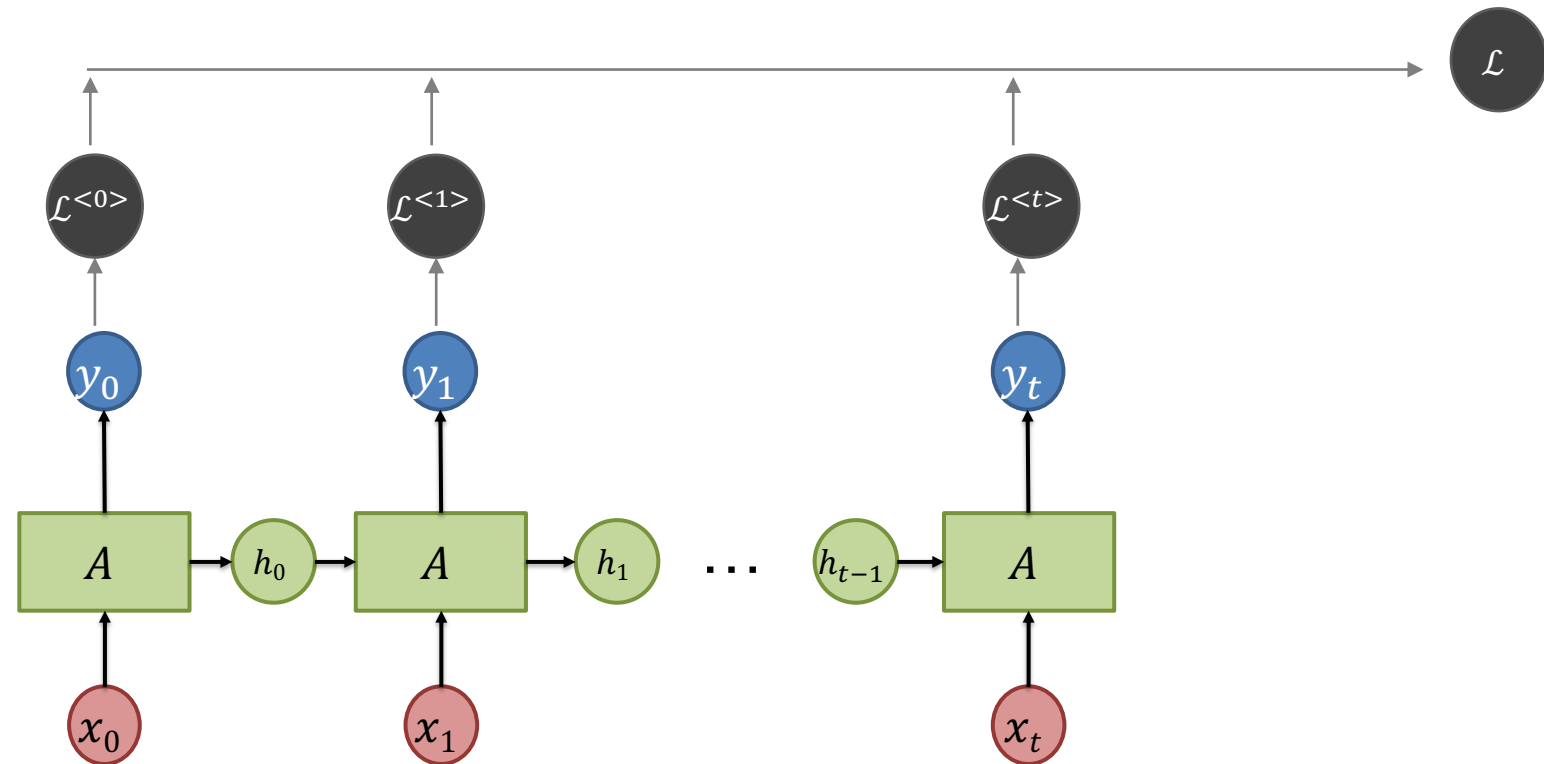 ℒ
ℒ^{<0>} ℒ^{<1>} ℒ^{<t>}
y₀ y₁ yₜ
A h₀ A h₁ ... hₜ₋₁ A
x₀ x₁ xₜ